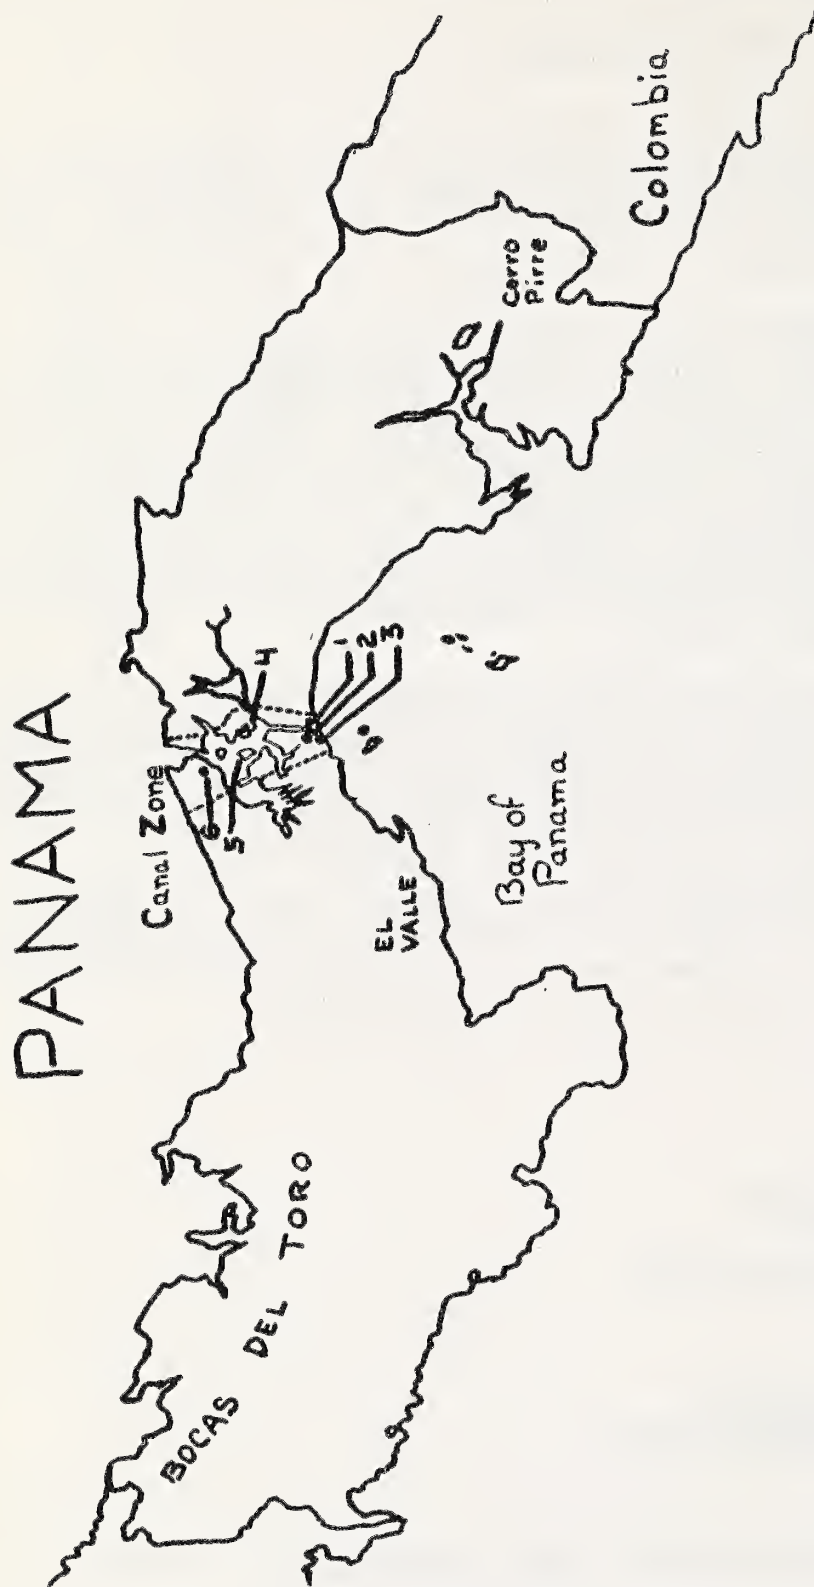 PANAMA
Canal Zone
6
5
4
1
2
3
Colombia
Cerro
Pirre
EL
VALLE
Bay of
Panama
BOCAS DEL TORO